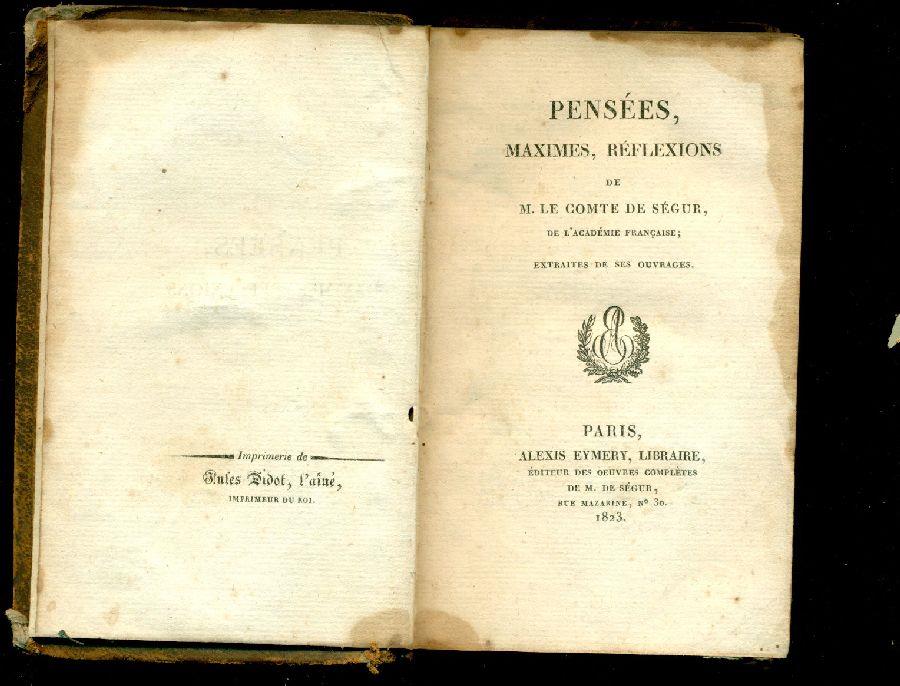 Imprimerie de
Jules Didot, l'aîné,
IMPRIMEUR DU ROI.
PENSÉES,
MAXIMES, RÉFLEXIONS
DE
M. LE COMTE DE SÉGUR,
DE L'ACADÉMIE FRANÇAISE;
EXTRAITES DE SES OUVRAGES.
PARIS,
ALEXIS EYMERY, LIBRAIRE,
ÉDITEUR DES OEUVRES COMPLÈTES
DE M. DE SÉGUR,
RUE MAZARINE, Nº 30.
1823.